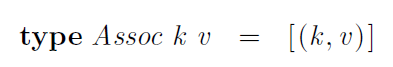 type Assoc k v = [(k, v)]